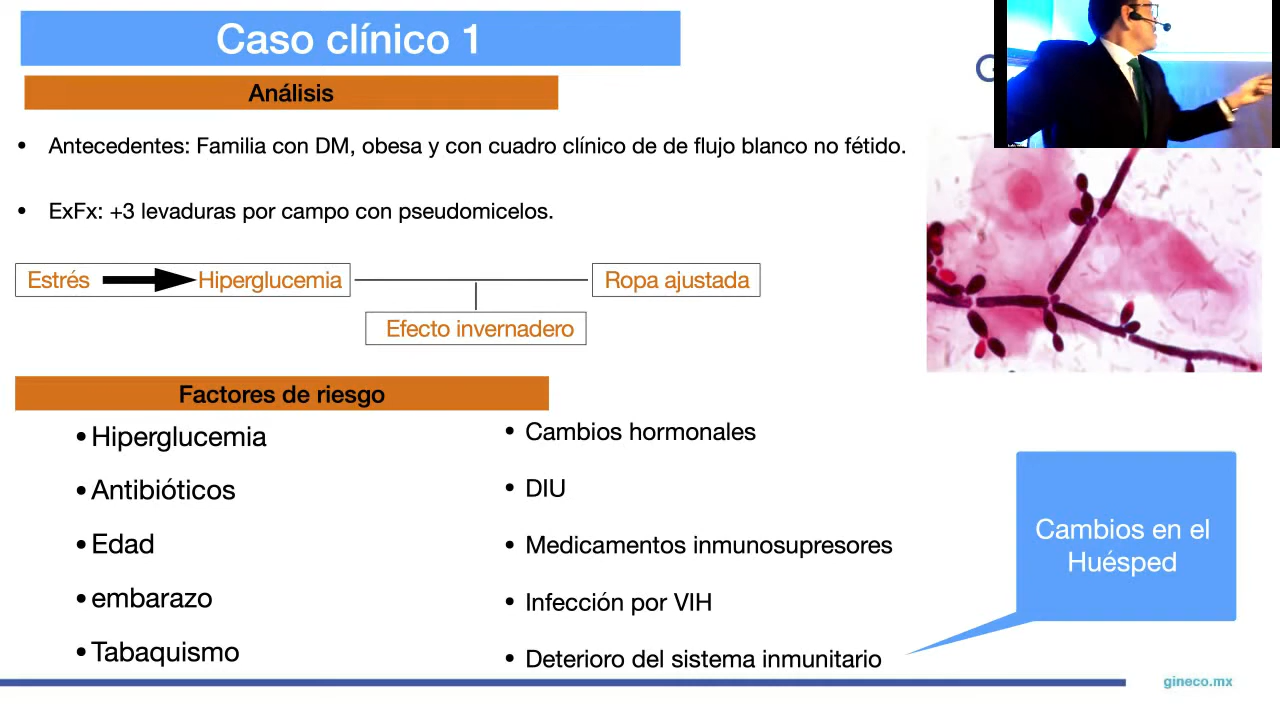 Caso clínico 1
Análisis
• Antecedentes: Familia con DM, obesa y con cuadro clínico de de flujo blanco no fétido.
• ExFx: +3 levaduras por campo con pseudomicelos.
Estrés Hiperglucemia
Ropa ajustada
Efecto invernadero
Factores de riesgo
• Hiperglucemia
• Antibióticos
• Edad
• embarazo
• Tabaquismo
• Cambios hormonales
• DIU
• Medicamentos inmunosupresores
• Infección por VIH
• Deterioro del sistema inmunitario
Cambios en el
Huésped
gineco.mx